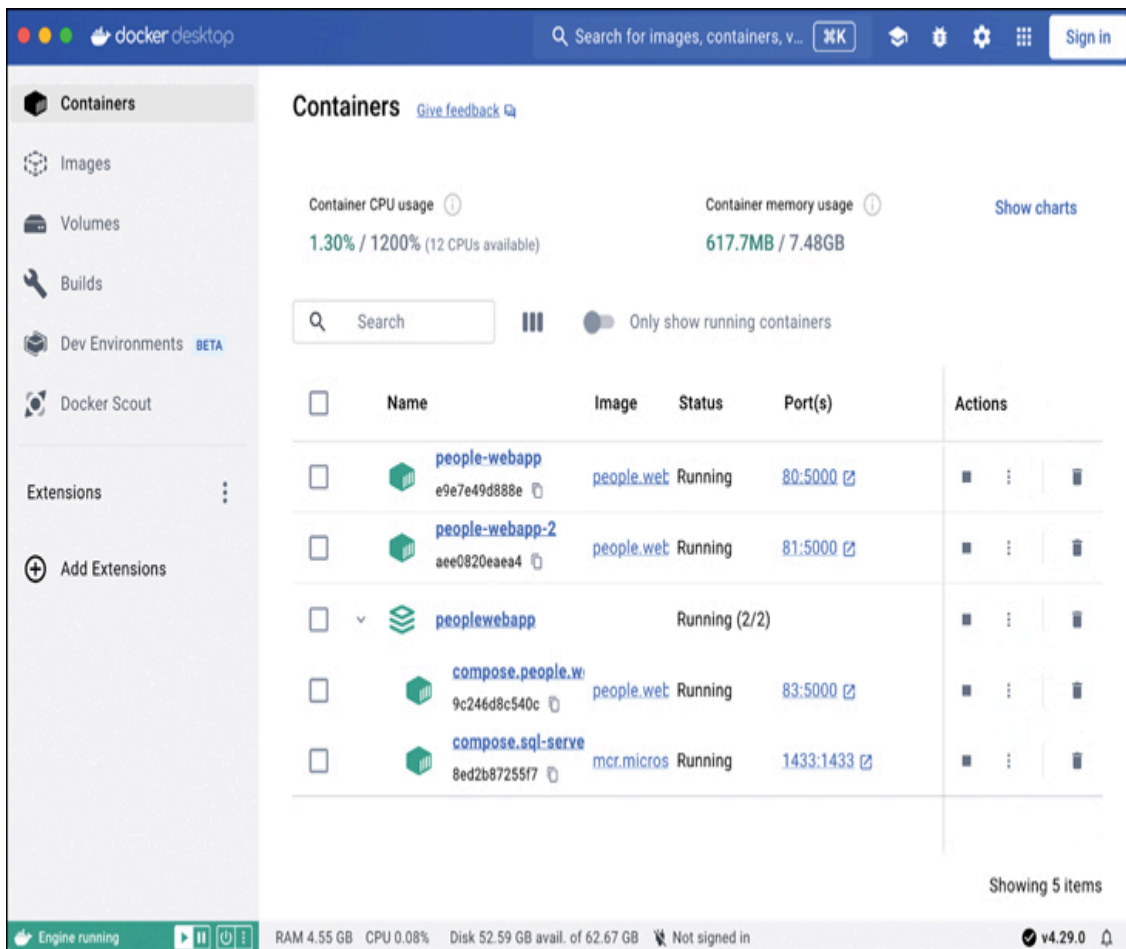 docker desktop
Search for images, containers, v... ⌘K
Sign in
Containers
Images
Volumes
Builds
Dev Environments BETA
Docker Scout
Extensions
Add Extensions
Containers Give feedback
Container CPU usage
1.30% / 1200% (12 CPUs available)
Container memory usage
617.7MB / 7.48GB
Show charts
Search
Only show running containers
Name Image Status Port(s) Actions
people-webapp
e9e7e49d888e
people.web Running 80:5000
people-webapp-2
aee0820eaea4
people.web Running 81:5000
peoplewebapp Running (2/2)
compose.people.w
9c246d8c540c
people.web Running 83:5000
compose.sql-serve
8ed2b87255f7
mcr.micros Running 1433:1433
Showing 5 items
Engine running
RAM 4.55 GB CPU 0.08% Disk 52.59 GB avail. of 62.67 GB Not signed in
v4.29.0